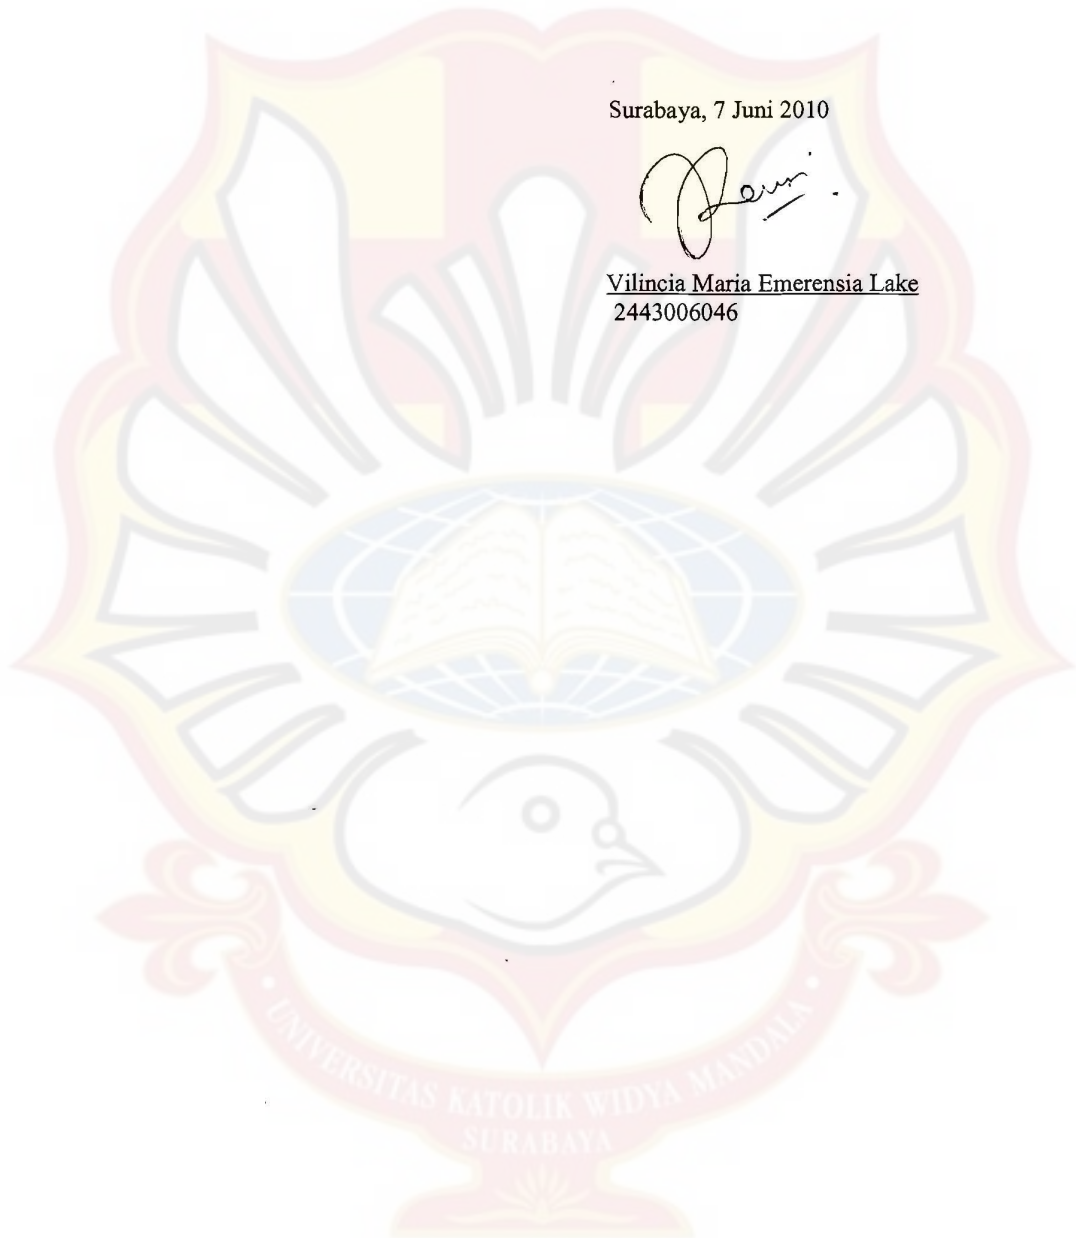 Surabaya, 7 Juni 2010
Vilincia Maria Emerensia Lake
2443006046
UNIVERSITAS KATOLIK WIDYA MANDALA
SURABAYA